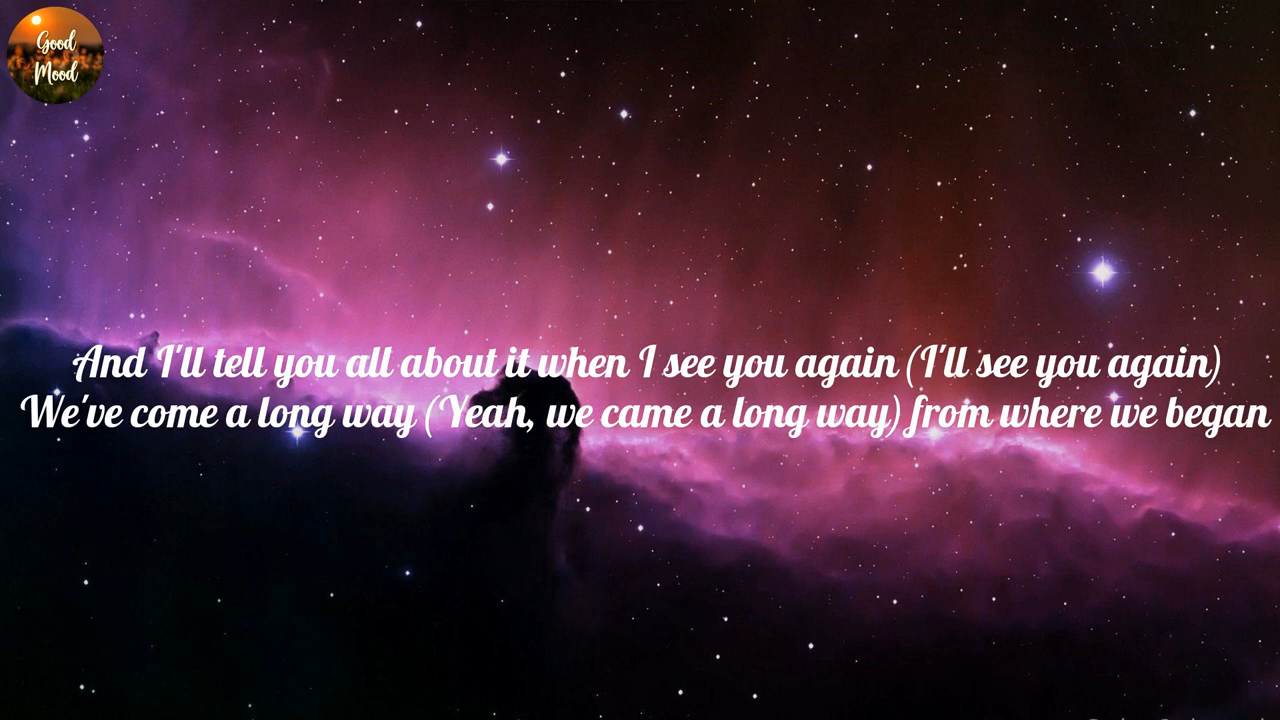 Good
Mood
And I'll tell you all about it when I see you again (I'll see you again)
We've come a long way (Yeah, we came a long way) from where we began